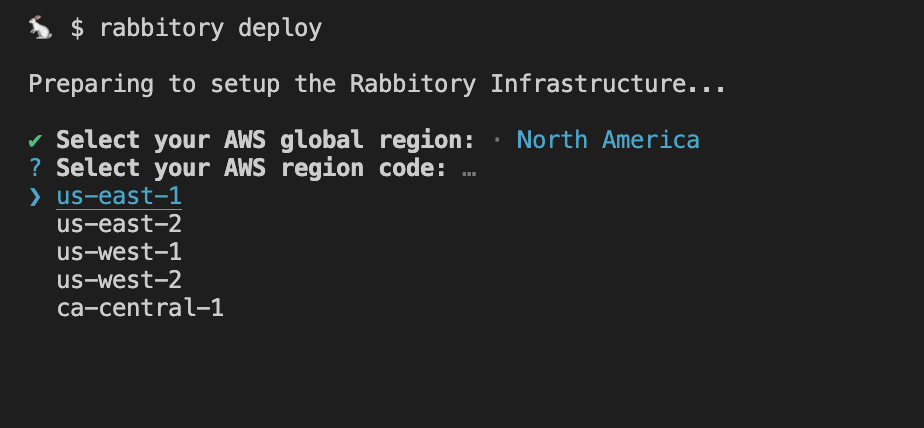 🐇 $ rabbitory deploy
Preparing to setup the Rabbitory Infrastructure...
✔ Select your AWS global region: · North America
? Select your AWS region code: …
❯ us-east-1
us-east-2
us-west-1
us-west-2
ca-central-1